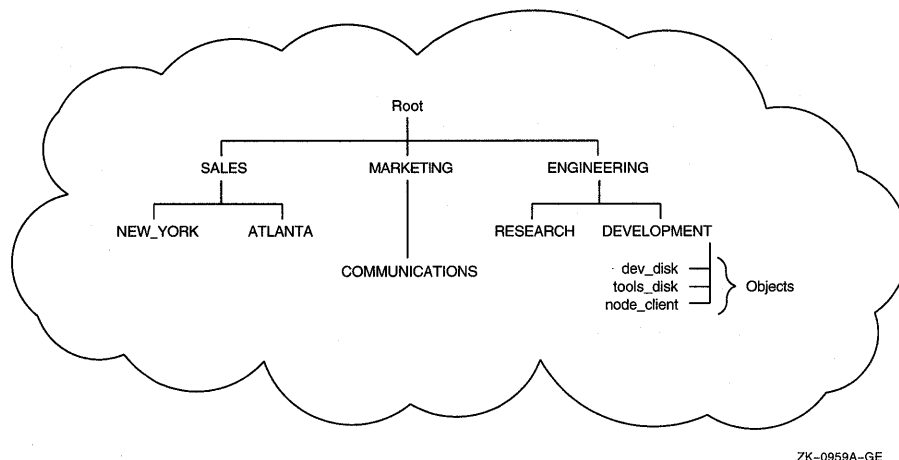 Root
SALES MARKETING ENGINEERING
NEW_YORK ATLANTA RESEARCH DEVELOPMENT
COMMUNICATIONS
dev_disk
tools_disk Objects
node_client
ZK-0959A-GE